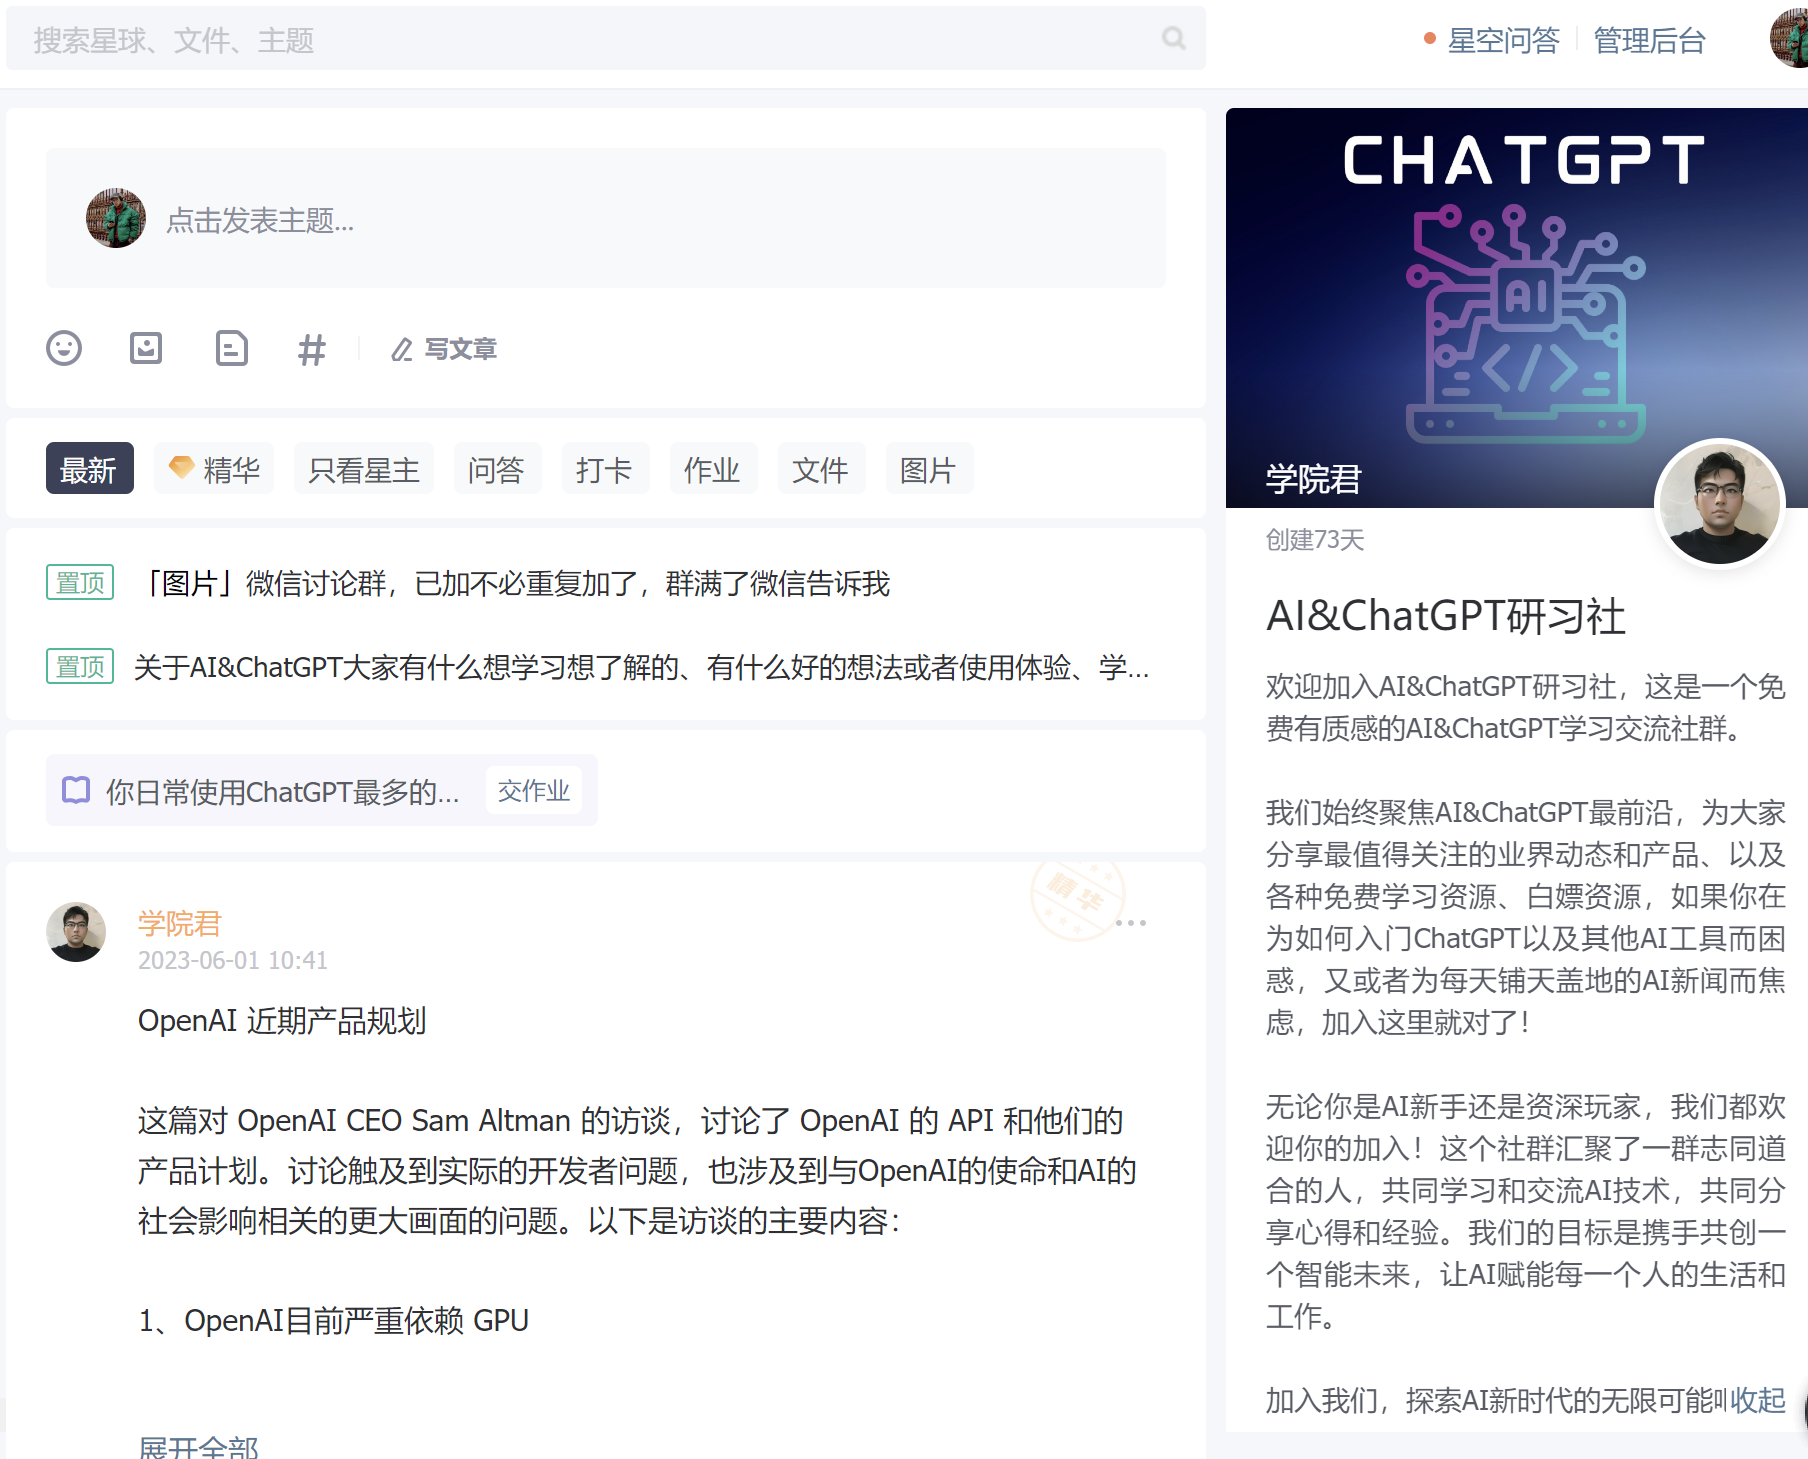 搜索星球、文件、主题
星空问答
管理后台
点击发表主题...
写文章
最新
精华
只看星主
问答
打卡
作业
文件
图片
置顶
「图片」微信讨论群，已加不必重复加了，群满了微信告诉我
置顶
关于AI&ChatGPT大家有什么想学习想了解的、有什么好的想法或者使用体验、学...
你日常使用ChatGPT最多的...
交作业
精华
学院君
2023-06-01 10:41
OpenAI 近期产品规划
这篇对 OpenAI CEO Sam Altman 的访谈，讨论了 OpenAI 的 API 和他们的
产品计划。讨论触及到实际的开发者问题，也涉及到与OpenAI的使命和AI的
社会影响相关的更大画面的问题。以下是访谈的主要内容：
1、OpenAI目前严重依赖 GPU
展开全部
CHATGPT
AI
学院君
创建73天
AI&ChatGPT研习社
欢迎加入AI&ChatGPT研习社，这是一个免
费有质感的AI&ChatGPT学习交流社群。
我们始终聚焦AI&ChatGPT最前沿，为大家
分享最值得关注的业界动态和产品、以及
各种免费学习资源、白嫖资源，如果你在
为如何入门ChatGPT以及其他AI工具而困
惑，又或者为每天铺天盖地的AI新闻而焦
虑，加入这里就对了！
无论你是AI新手还是资深玩家，我们都欢
迎你的加入！这个社群汇聚了一群志同道
合的人，共同学习和交流AI技术，共同分
享心得和经验。我们的目标是携手共创一
个智能未来，让AI赋能每一个人的生活和
工作。
加入我们，探索AI新时代的无限可能
收起